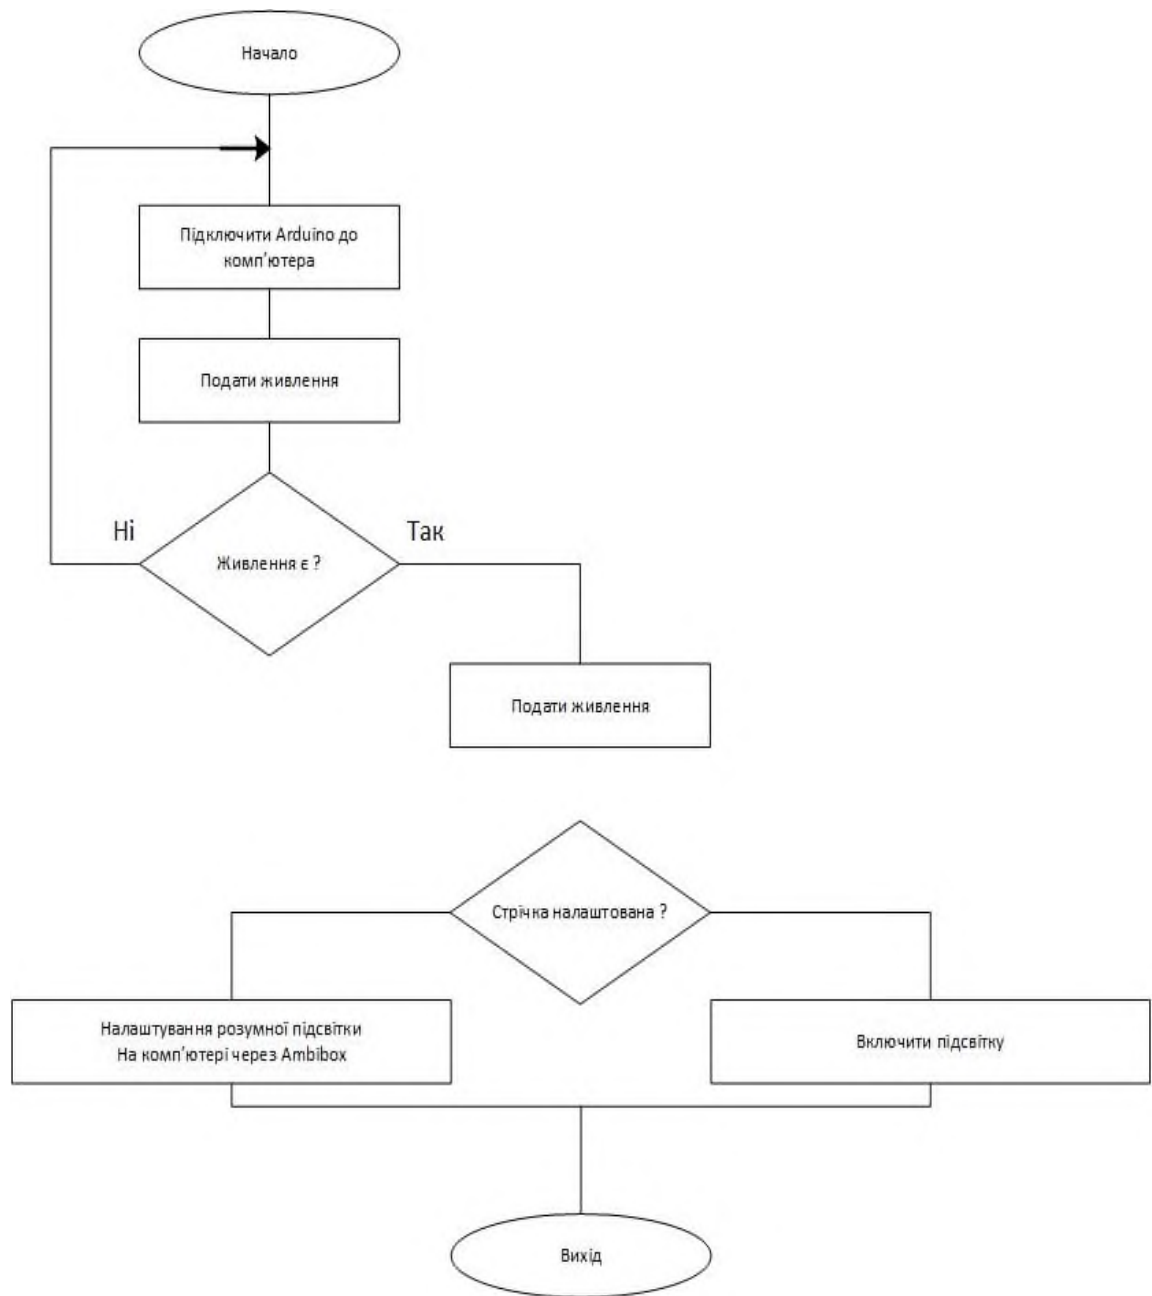 Начало
Підключити Arduino до
комп'ютера
Подати живлення
Ні
Так
Живлення є ?
Подати живлення
Стрічка налаштована ?
Налаштування розумної підсвітки
На комп'ютері через Ambibox
Включити підсвітку
Вихід